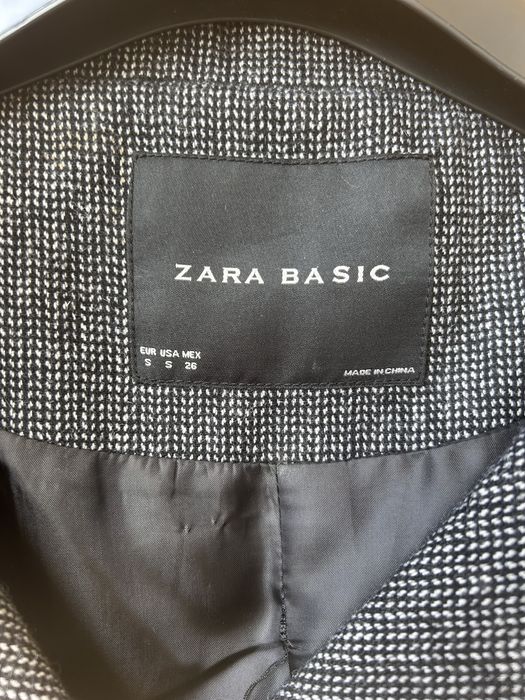 ZARA BASIC
EUR USA MEX
S S 26
MADE IN CHINA